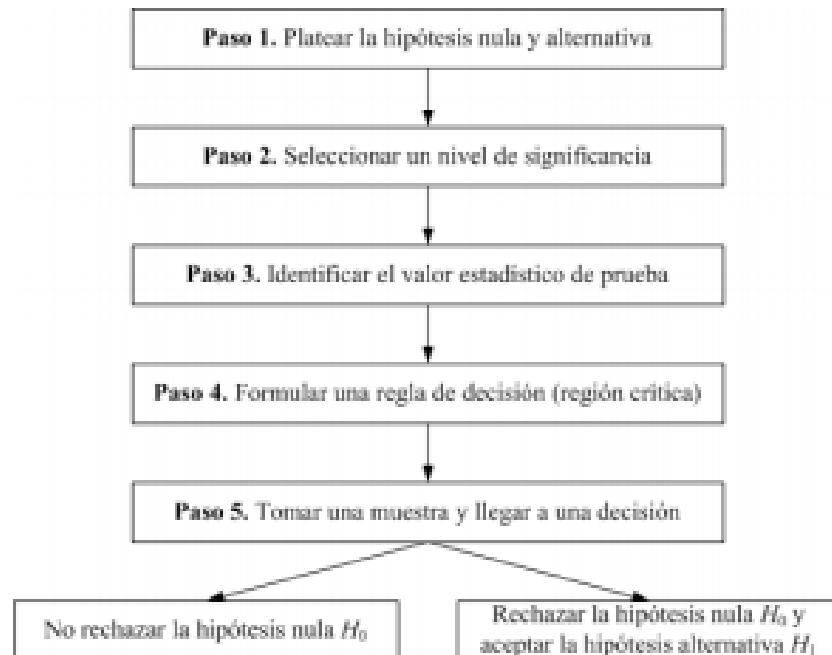 Paso 1. Platear la hipótesis nula y alternativa
Paso 2. Seleccionar un nivel de significancia
Paso 3. Identificar el valor estadístico de prueba
Paso 4. Formular una regla de decisión (región crítica)
Paso 5. Tomar una muestra y llegar a una decisión
No rechazar la hipótesis nula H₀
Rechazar la hipótesis nula H₀ y
aceptar la hipótesis alternativa H₁